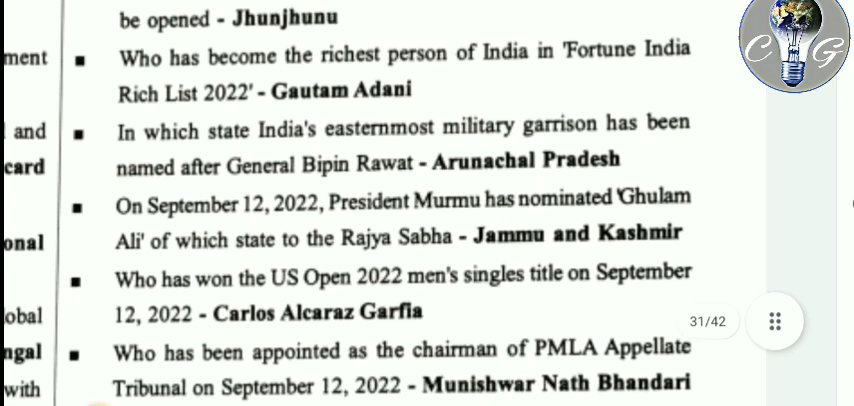 be opened - Jhunjhunu
ment
▪ Who has become the richest person of India in 'Fortune India
Rich List 2022' - Gautam Adani
and
▪ In which state India's easternmost military garrison has been
card
named after General Bipin Rawat - Arunachal Pradesh
▪ On September 12, 2022, President Murmu has nominated 'Ghulam
onal
Ali' of which state to the Rajya Sabha - Jammu and Kashmir
▪ Who has won the US Open 2022 men's singles title on September
obal
12, 2022 - Carlos Alcaraz Garfia
ngal
▪ Who has been appointed as the chairman of PMLA Appellate
with
Tribunal on September 12, 2022 - Munishwar Nath Bhandari
C G
31/42